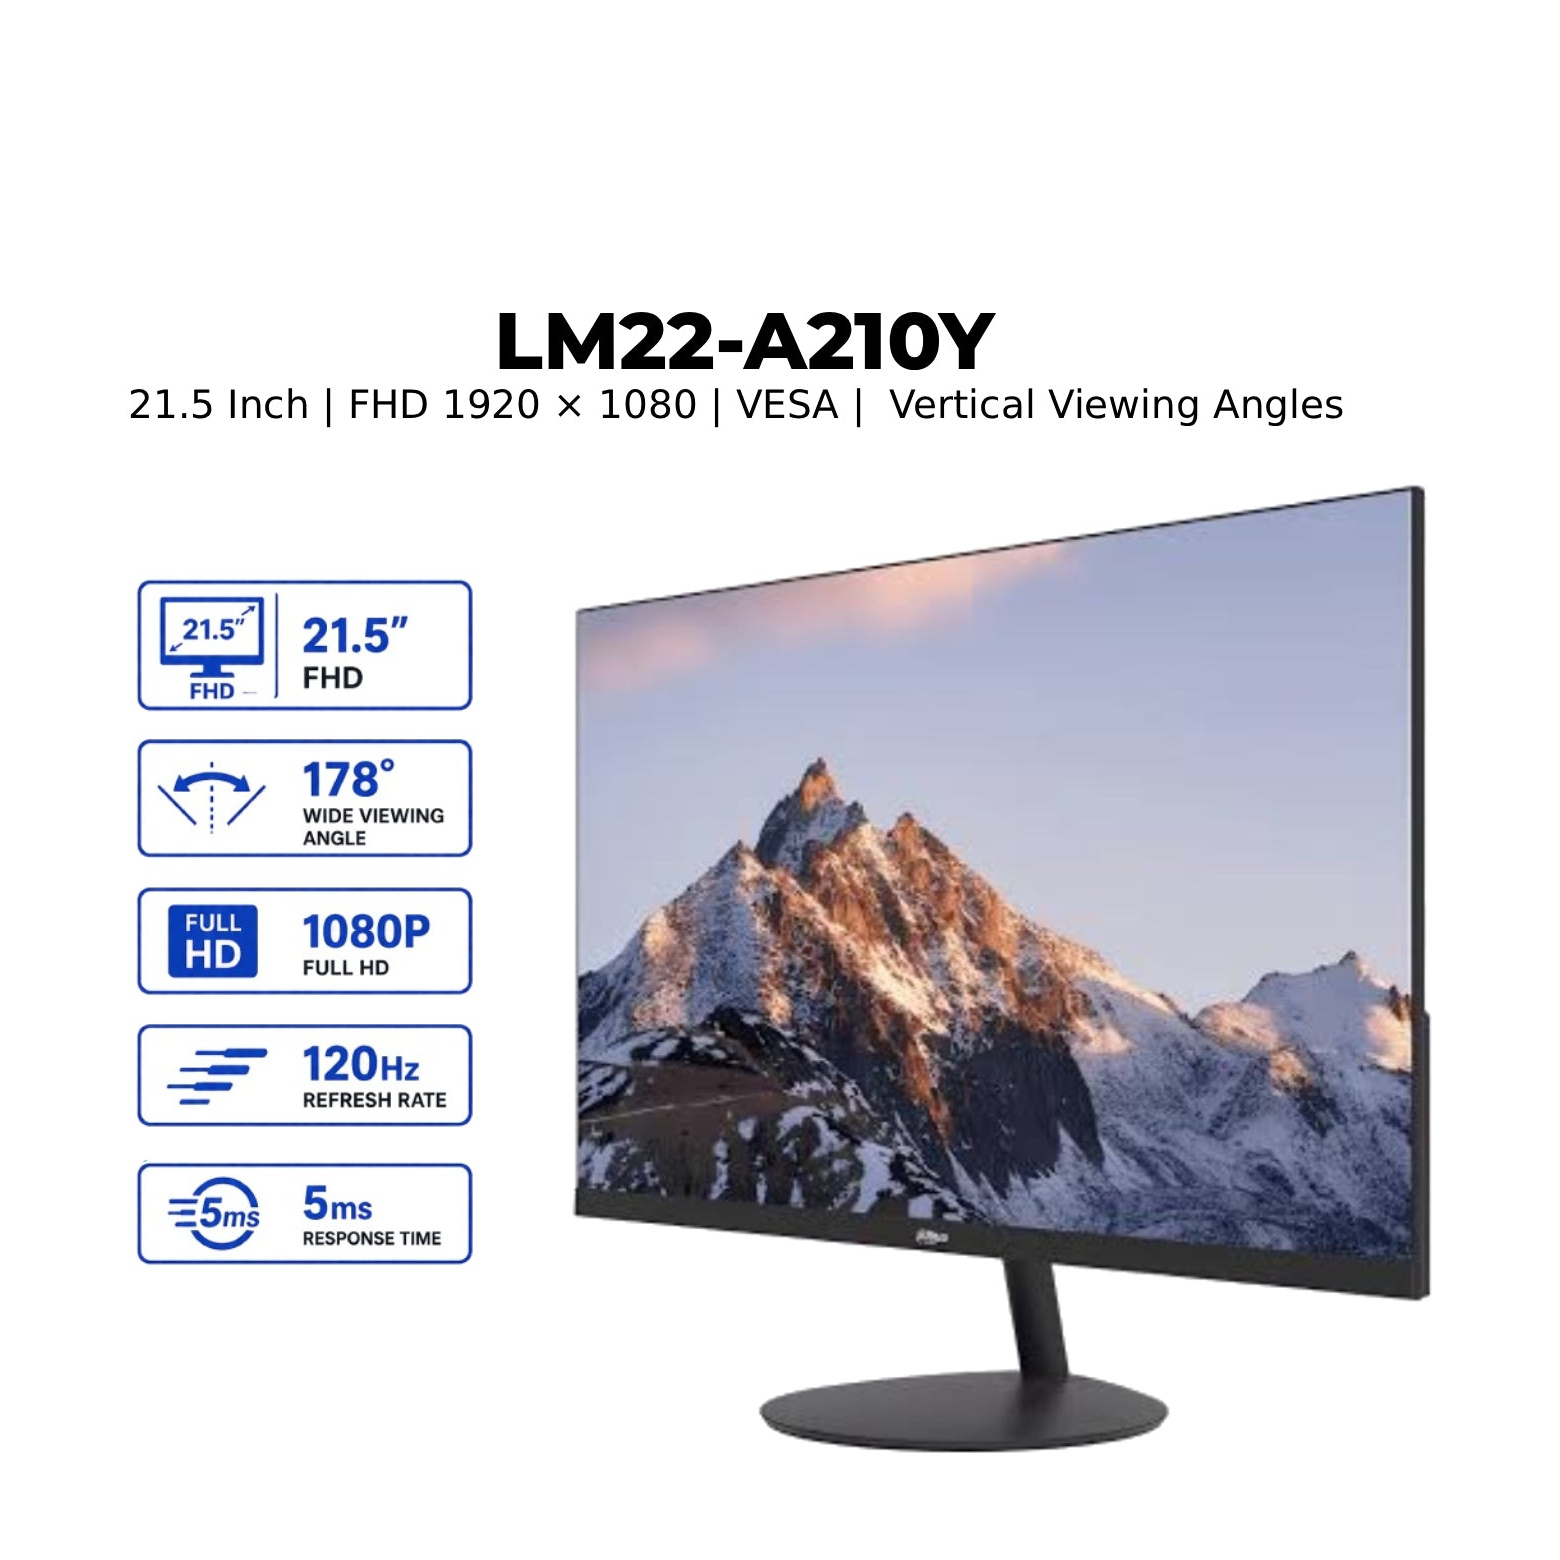 LM22-A210Y
21.5 Inch | FHD 1920 × 1080 | VESA | Vertical Viewing Angles
21.5”
FHD
21.5”
FHD
178°
WIDE VIEWING
ANGLE
FULL
HD
1080P
FULL HD
120Hz
REFRESH RATE
5ms
5ms
RESPONSE TIME